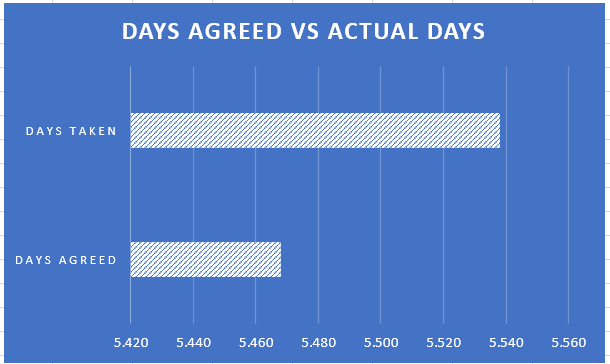 DAYS AGREED VS ACTUAL DAYS
DAYS TAKEN
DAYS AGREED
5.420 5.440 5.460 5.480 5.500 5.520 5.540 5.560